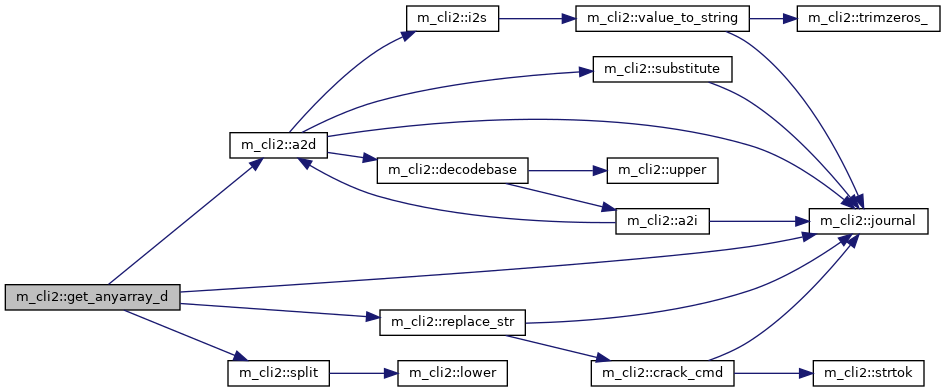 m_cli2::i2s
m_cli2::value_to_string
m_cli2::trimzeros_
m_cli2::substitute
m_cli2::a2d
m_cli2::decodebase
m_cli2::upper
m_cli2::a2i
m_cli2::journal
m_cli2::get_anyarray_d
m_cli2::replace_str
m_cli2::split
m_cli2::lower
m_cli2::crack_cmd
m_cli2::strtok